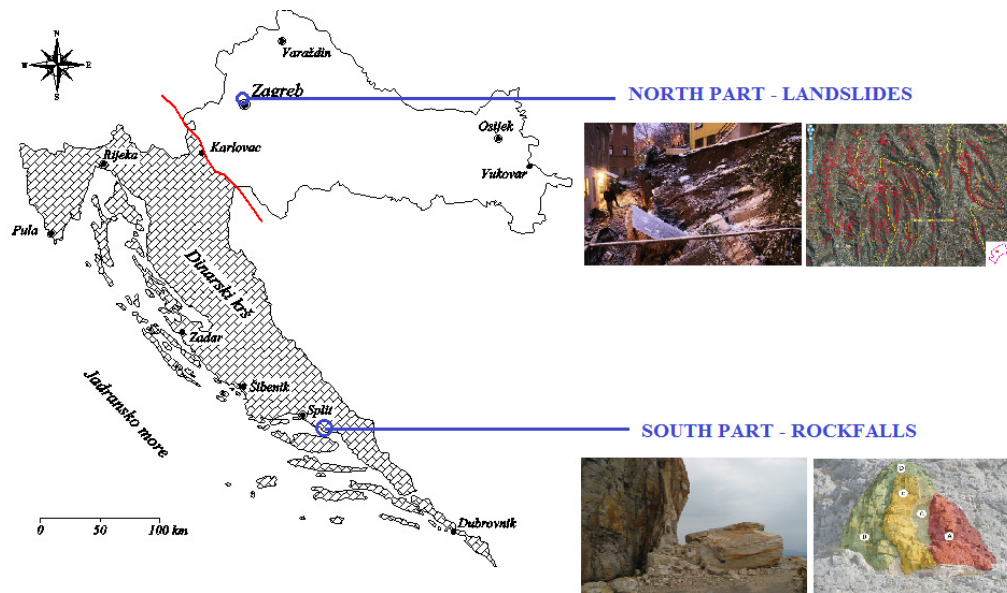 N
W E
S
Varaždin
Zagreb
NORTH PART - LANDSLIDES
Osijek
Vukovar
Karlovac
Rijeka
Pula
Dinarski krš
Zadar
Jadransko more
Šibenik
Split
SOUTH PART - ROCKFALLS
Dubrovnik
0 50 100 km
D
C
C
B
A